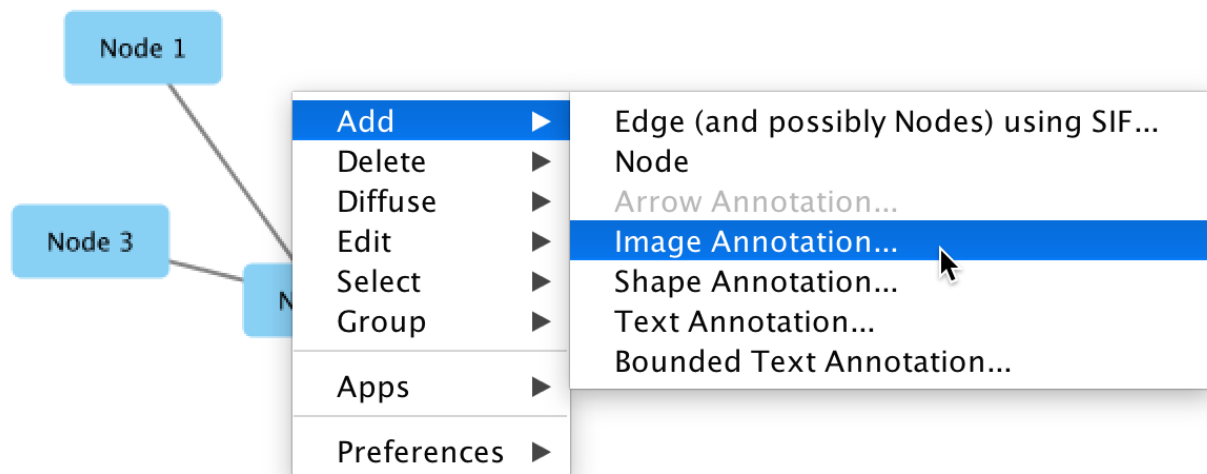 Node 1
Node 3
Add
Delete
Diffuse
Edit
Select
Group
Apps
Preferences
Edge (and possibly Nodes) using SIF...
Node
Arrow Annotation...
Image Annotation...
Shape Annotation...
Text Annotation...
Bounded Text Annotation...